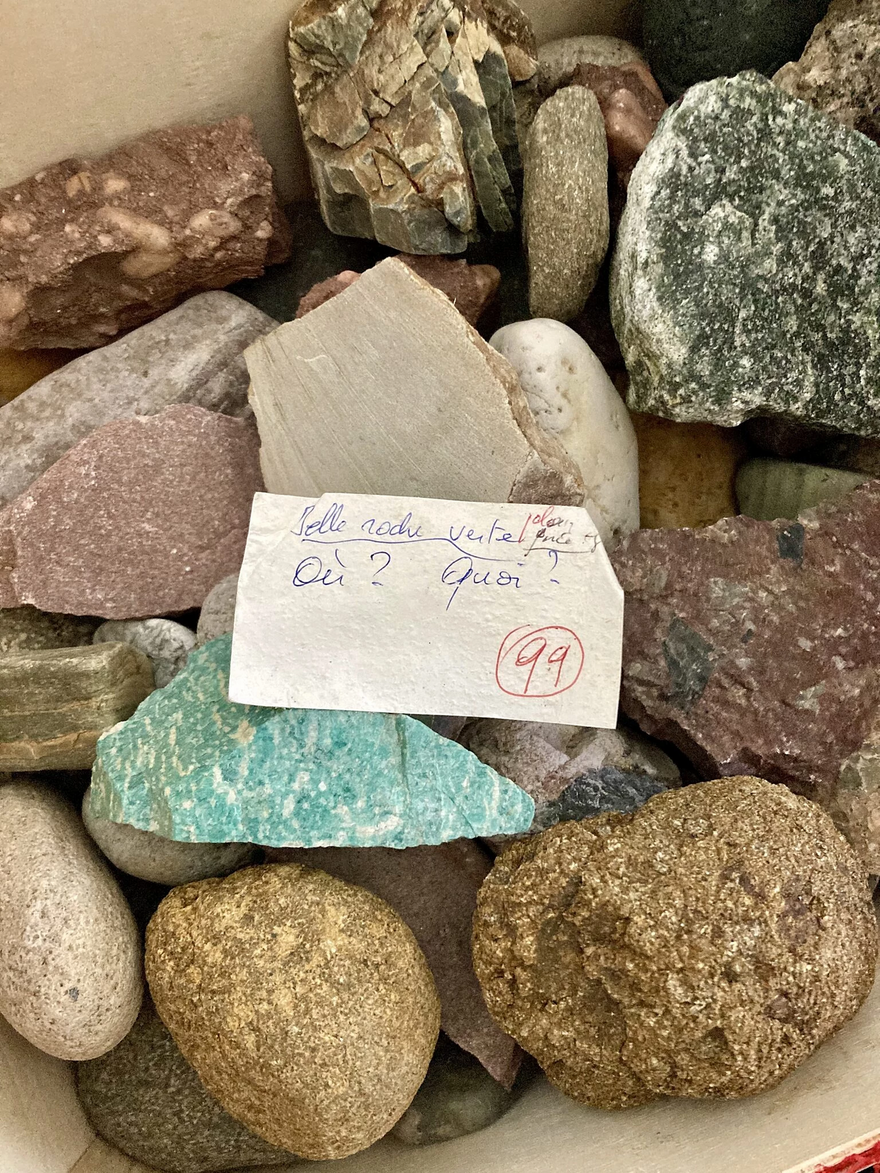 Belle roche verte
Où ? Quoi ?
99